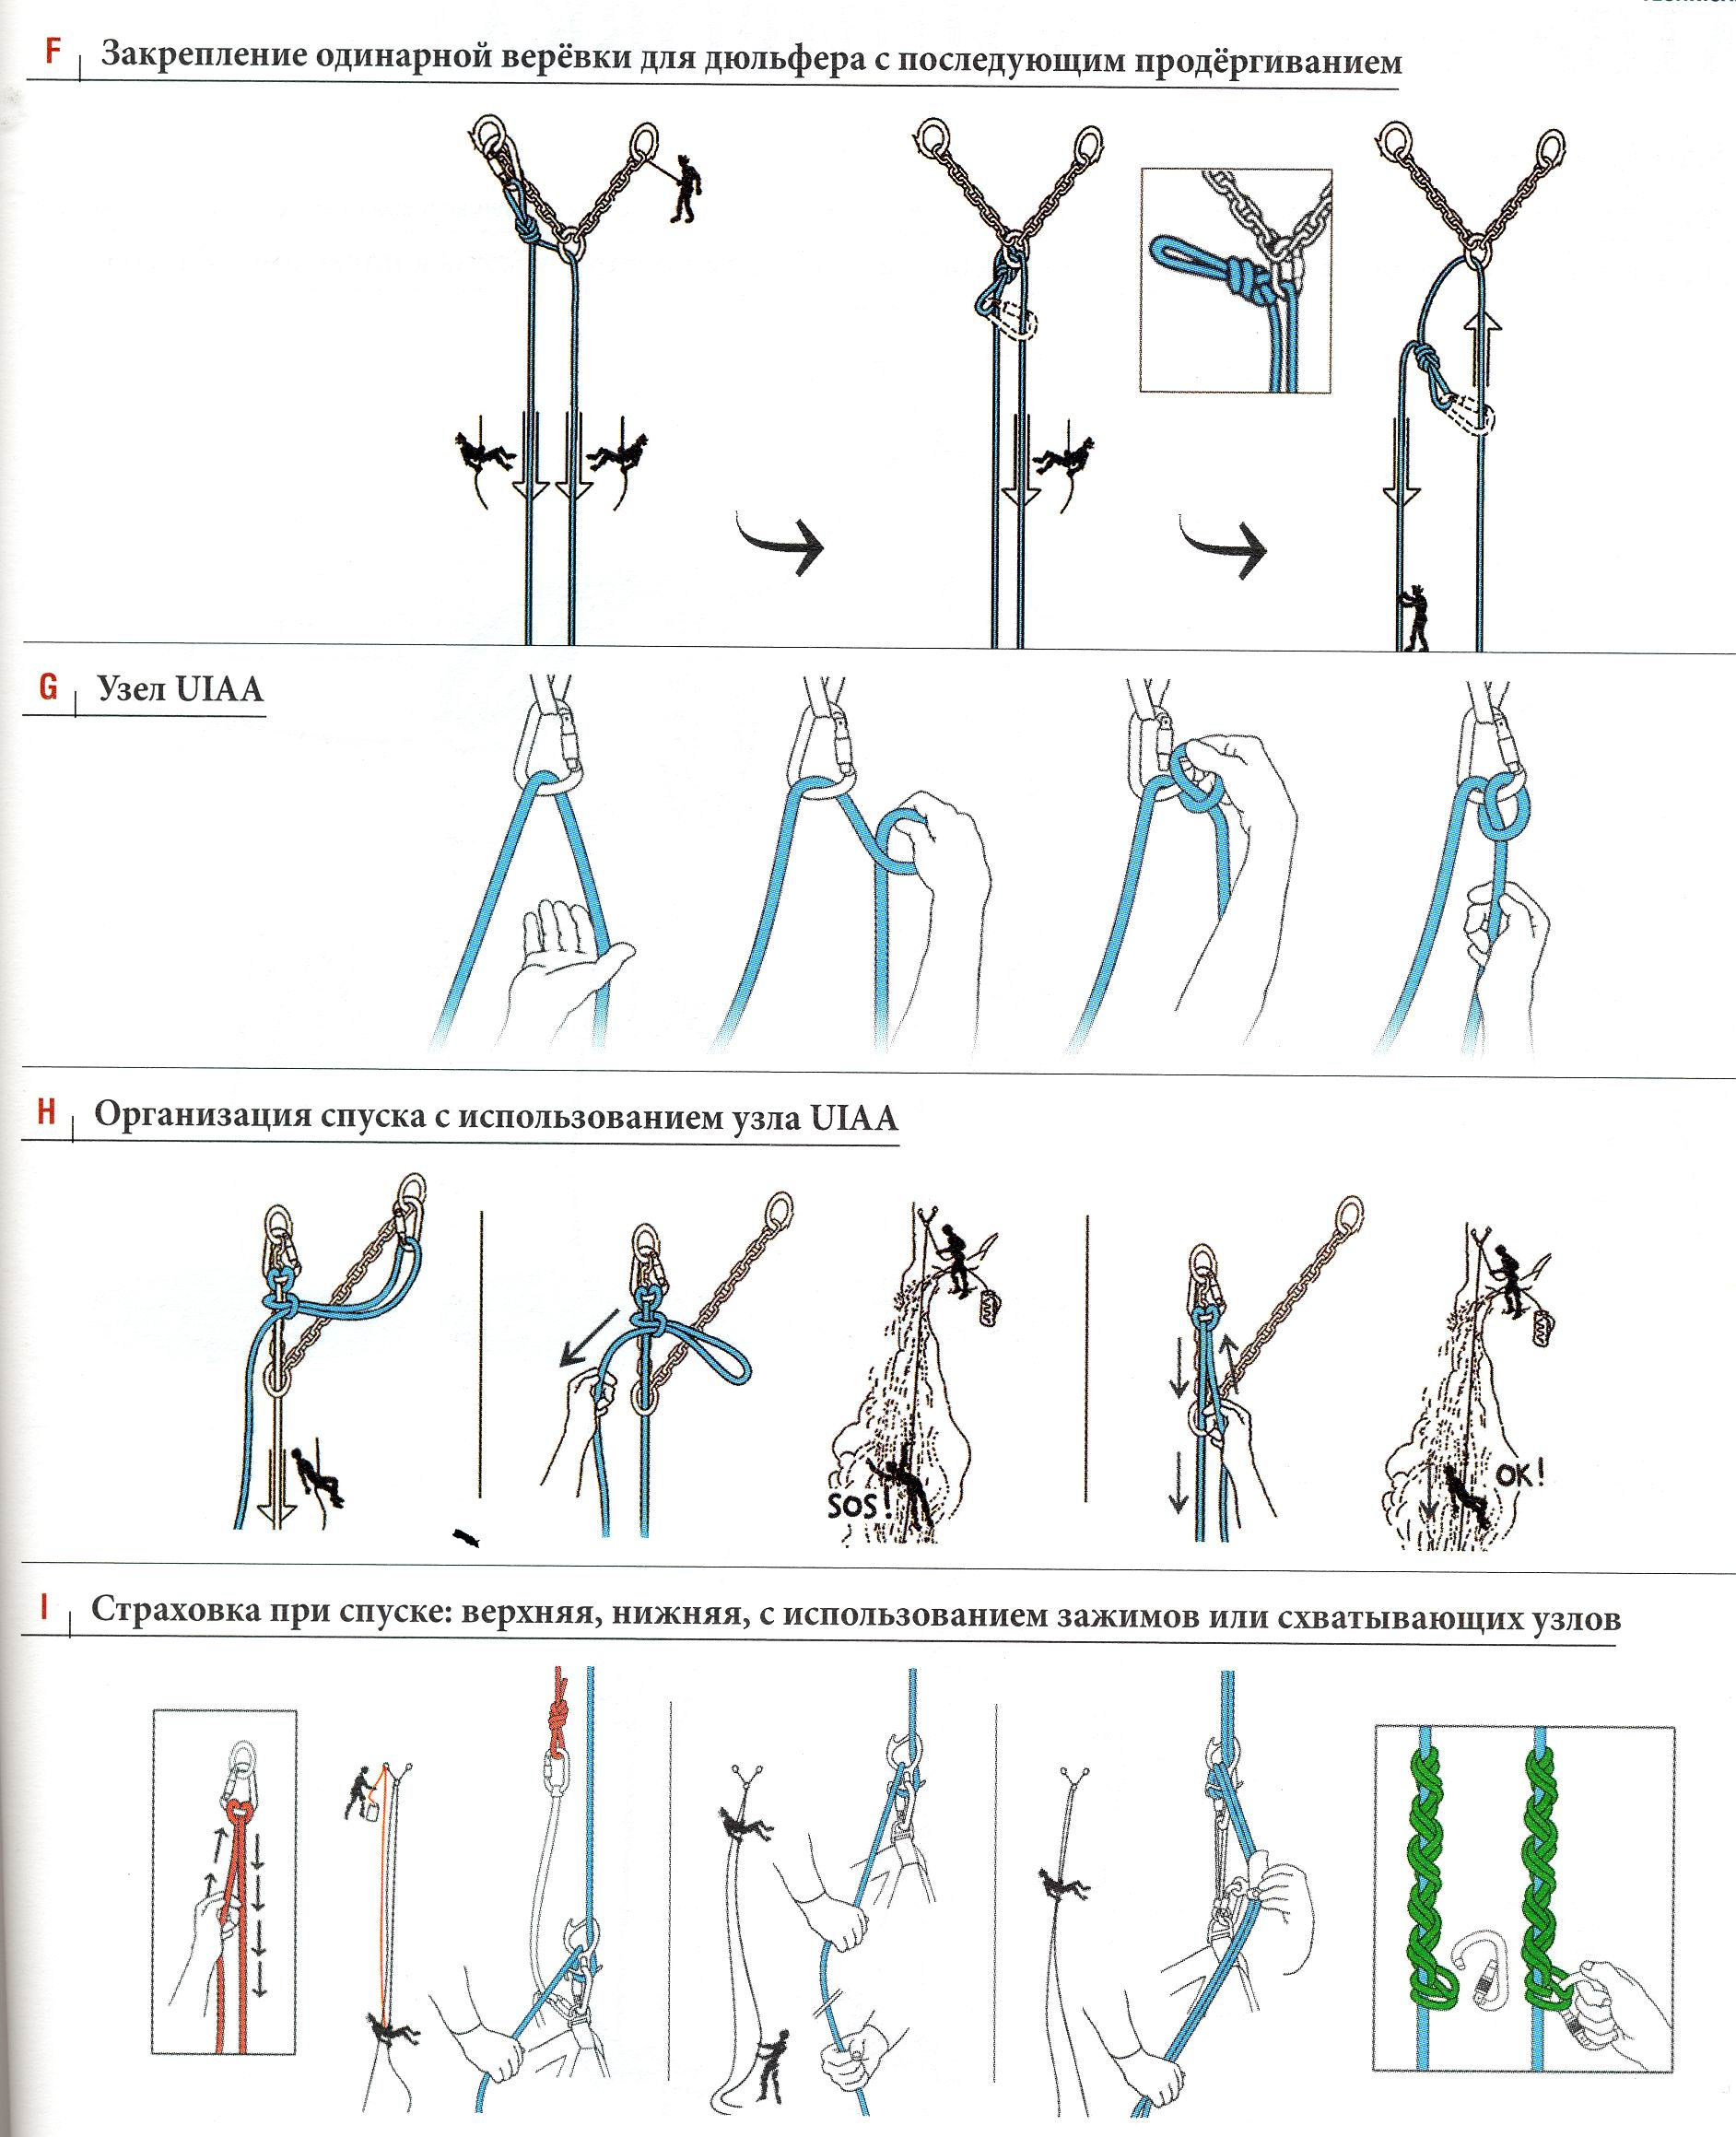 F Закрепление одинарной верёвки для дюльфера с последующим продёргиванием
G Узел UIAA
H Организация спуска с использованием узла UIAA
SOS!
OK!
I Страховка при спуске: верхняя, нижняя, с использованием зажимов или схватывающих узлов